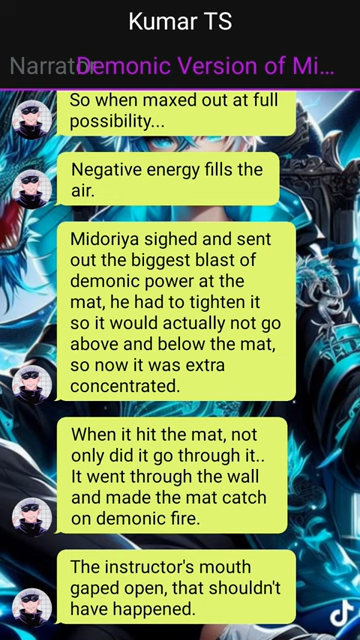 Kumar TS
Narrator
Demonic Version of Mi...
So when maxed out at full
possibility...
Negative energy fills the
air.
Midoriya sighed and sent
out the biggest blast of
demonic power at the
mat, he had to tighten it
so it would actually not go
above and below the mat,
so now it was extra
concentrated.
When it hit the mat, not
only did it go through it..
It went through the wall
and made the mat catch
on demonic fire.
The instructor's mouth
gaped open, that shouldn't
have happened.